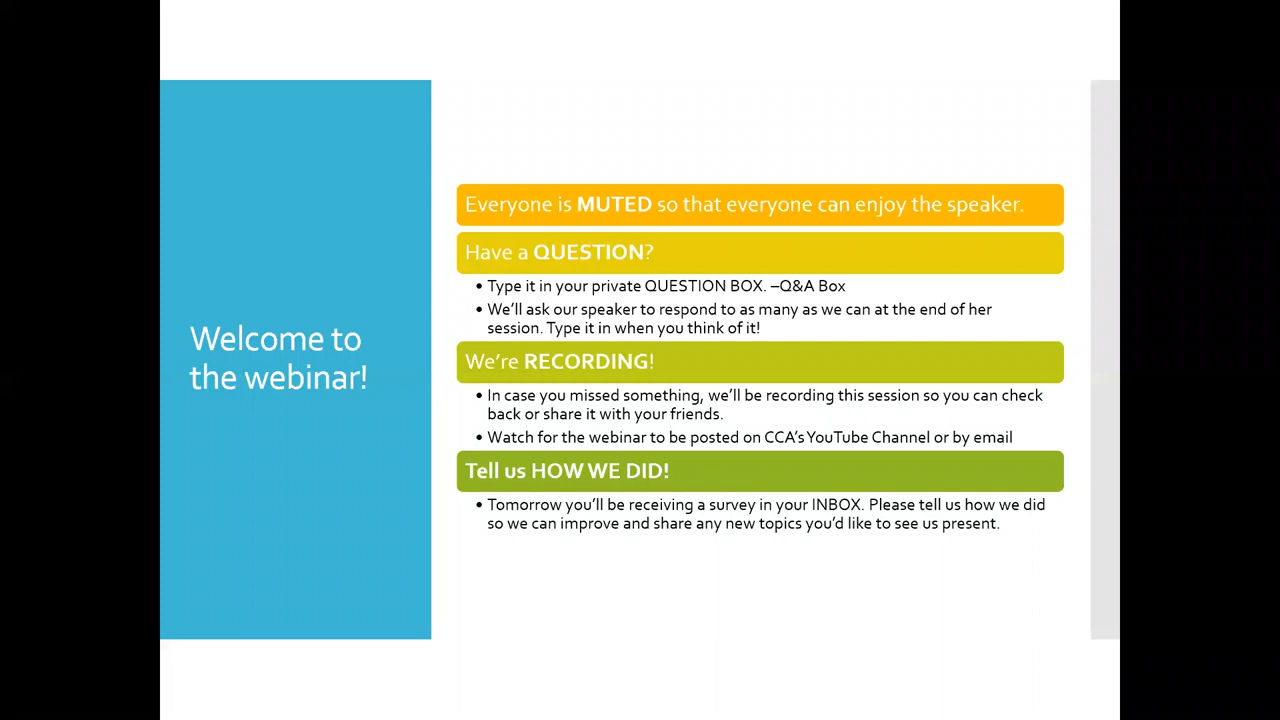 Welcome to
the webinar!
Everyone is MUTED so that everyone can enjoy the speaker.
Have a QUESTION?
• Type it in your private QUESTION BOX. –Q&A Box
• We’ll ask our speaker to respond to as many as we can at the end of her
session. Type it in when you think of it!
We’re RECORDING!
• In case you missed something, we’ll be recording this session so you can check
back or share it with your friends.
• Watch for the webinar to be posted on CCA’s YouTube Channel or by email
Tell us HOW WE DID!
• Tomorrow you’ll be receiving a survey in your INBOX. Please tell us how we did
so we can improve and share any new topics you’d like to see us present.